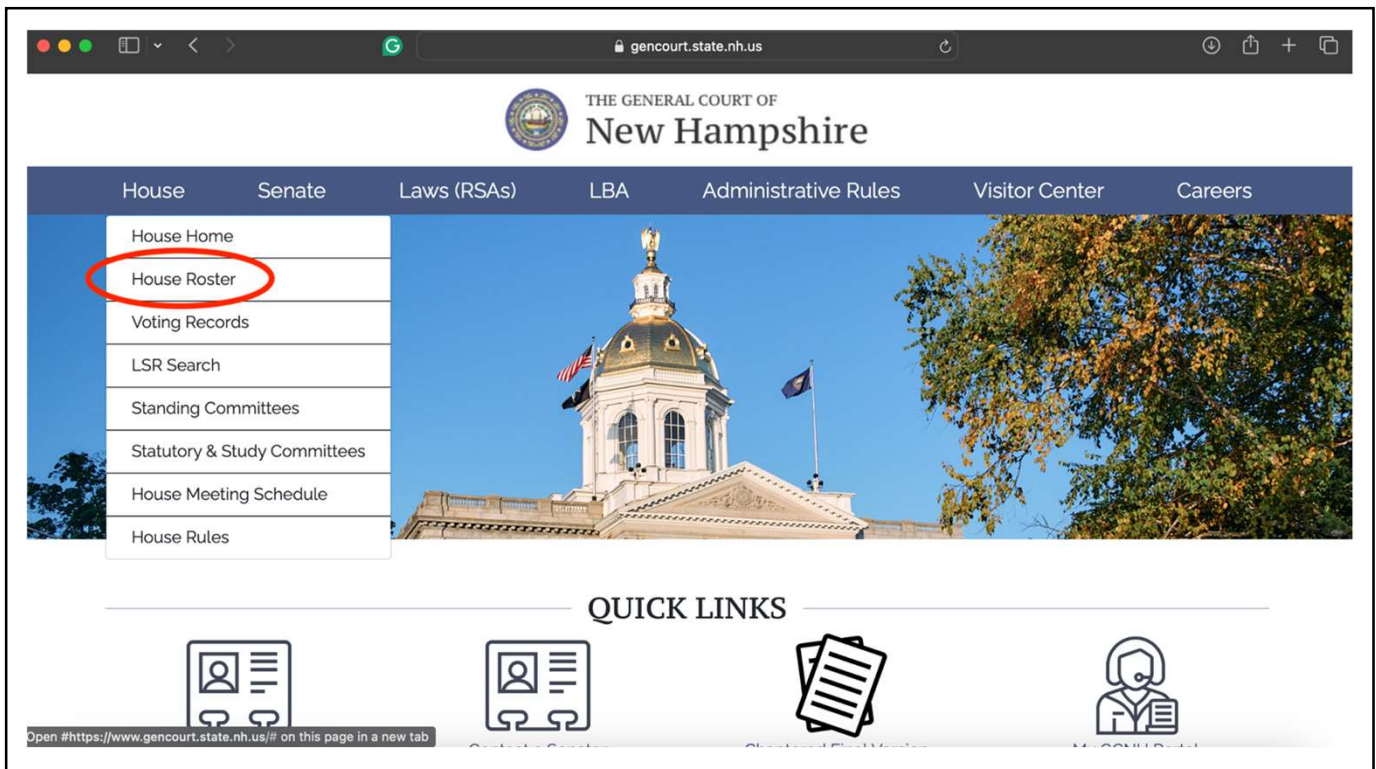 gencourt.state.nh.us
THE GENERAL COURT OF
New Hampshire
House Senate Laws (RSAs) LBA Administrative Rules Visitor Center Careers
House Home
House Roster
Voting Records
LSR Search
Standing Committees
Statutory & Study Committees
House Meeting Schedule
House Rules
QUICK LINKS
Open #https://www.gencourt.state.nh.us/# on this page in a new tab